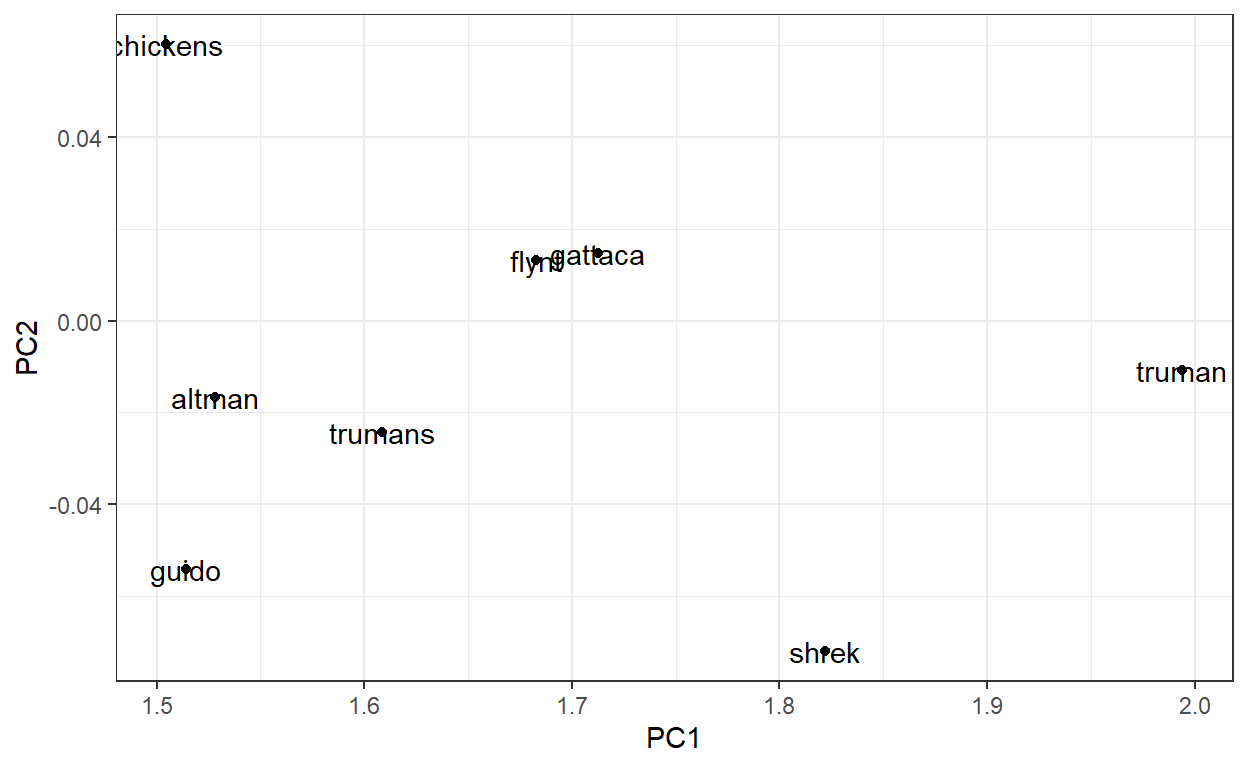 chickens
0.04
flynt gattaca
0.00
PC2
truman
altman
trumans
-0.04
guido
shrek
1.5 1.6 1.7 1.8 1.9 2.0
PC1